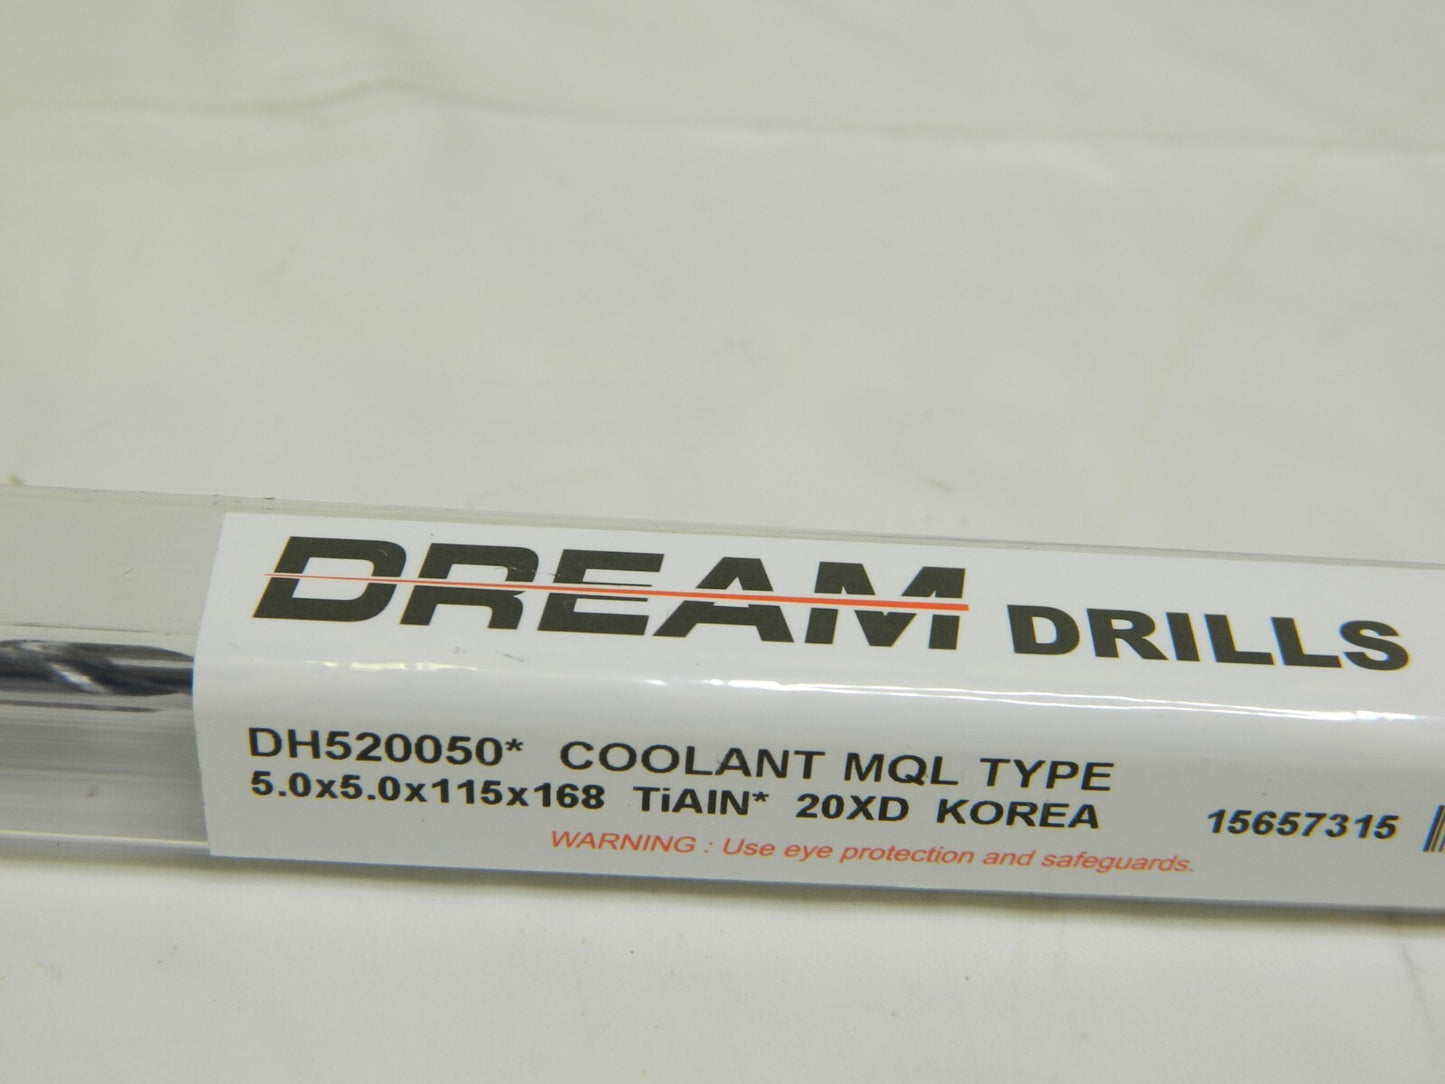 DREAM DRILLS
DH520050* COOLANT MQL TYPE
5.0x5.0x115x168 TiAIN* 20XD KOREA
15657315
WARNING : Use eye protection and safeguards.